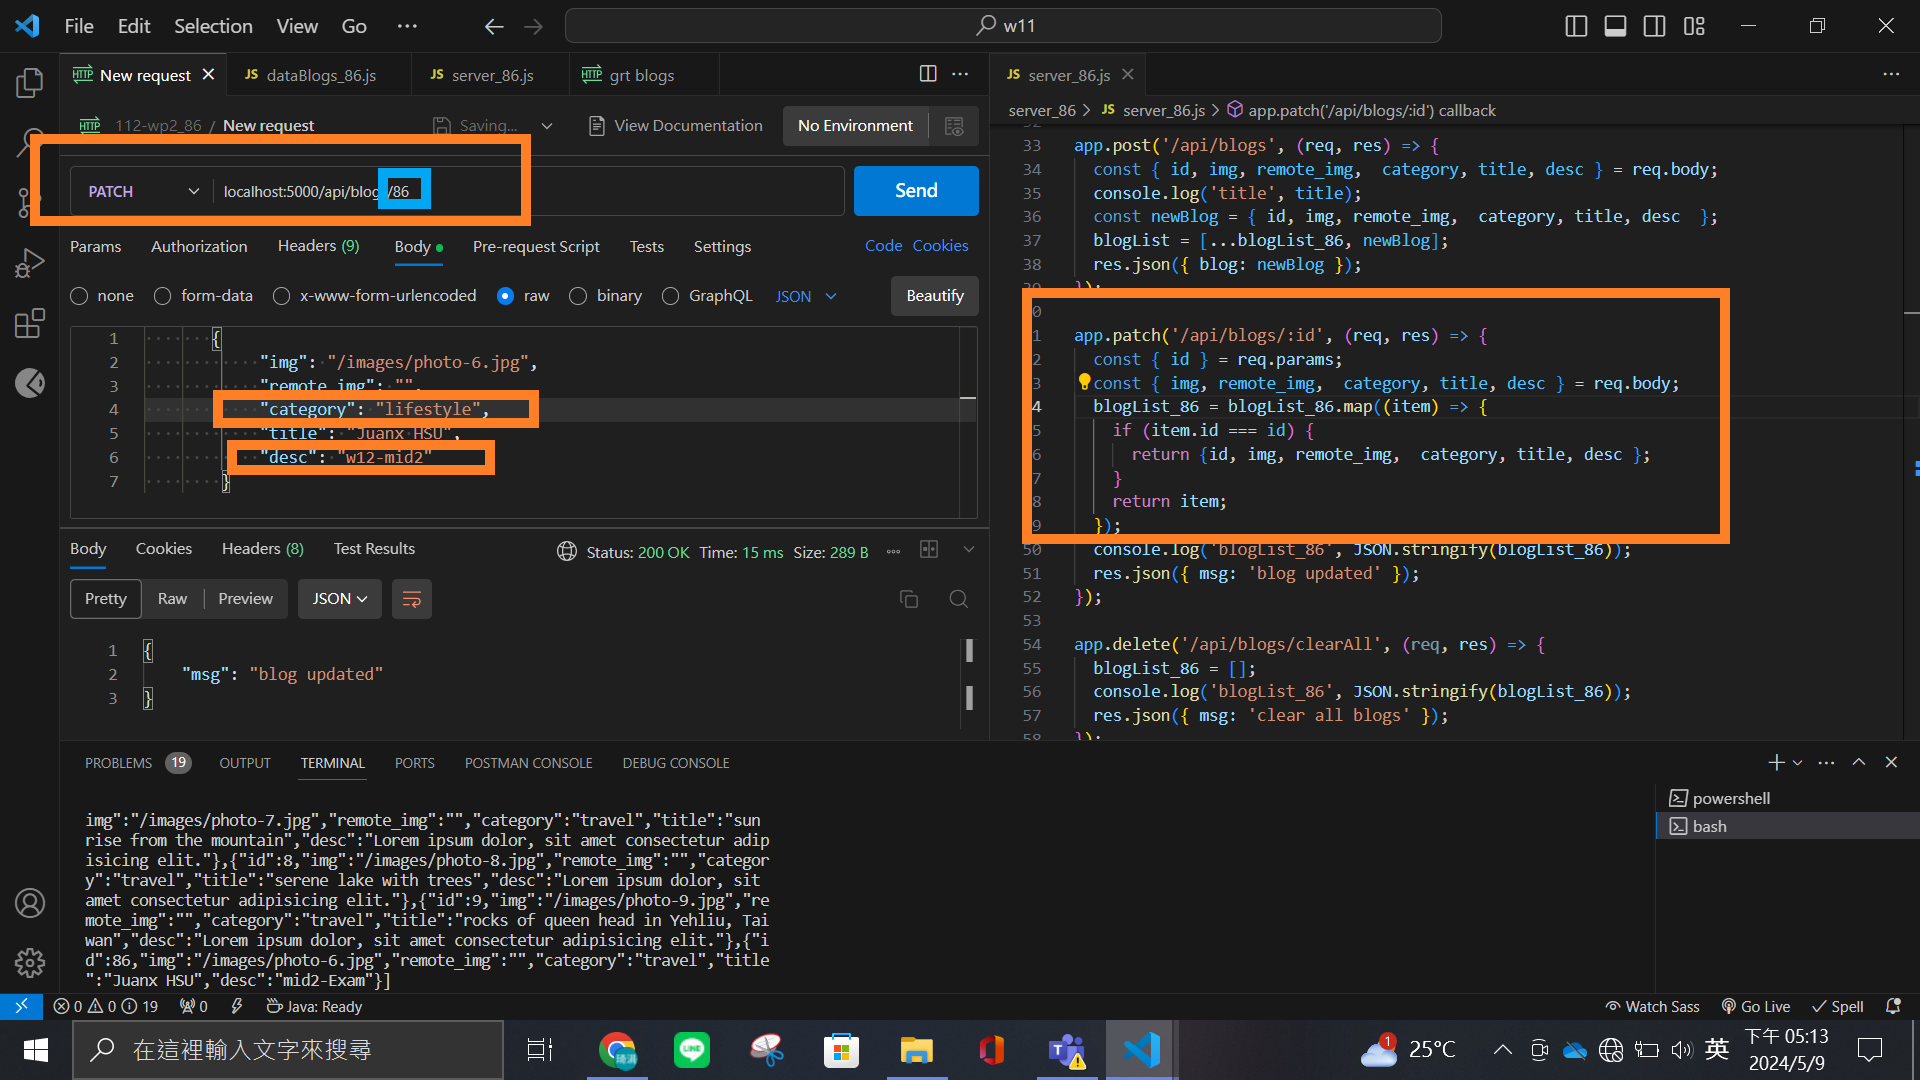 File Edit Selection View Go ···
w11
HTTP New request
JS dataBlogs_86.js
JS server_86.js
HTTP grt blogs
HTTP 112-wp2_86 / New request
Saving...
View Documentation
No Environment
PATCH
localhost:5000/api/blog /86
Send
Params Authorization Headers (9) Body Pre-request Script Tests Settings Code Cookies
none form-data x-www-form-urlencoded raw binary GraphQL JSON Beautify
1 {
2 "img": "/images/photo-6.jpg",
3 "remote_img": "",
4 "category": "lifestyle",
5 "title": "Juanx HSU",
6 "desc": "w12-mid2"
7 }
Body Cookies Headers (8) Test Results Status: 200 OK Time: 15 ms Size: 289 B
Pretty Raw Preview JSON
1 {
2 "msg": "blog updated"
3 }
JS server_86.js
server_86 > JS server_86.js > app.patch('/api/blogs/:id') callback
32
33 app.post('/api/blogs', (req, res) => {
34 const { id, img, remote_img,  category, title, desc } = req.body;
35 console.log('title', title);
36 const newBlog = { id, img, remote_img,  category, title, desc  };
37 blogList = [...blogList_86, newBlog];
38 res.json({ blog: newBlog });
39 });
0
1 app.patch('/api/blogs/:id', (req, res) => {
2 const { id } = req.params;
3 const { img, remote_img,  category, title, desc } = req.body;
4 blogList_86 = blogList_86.map((item) => {
5 if (item.id === id) {
6 return {id, img, remote_img,  category, title, desc };
7 }
8 return item;
9 });
50 console.log('blogList_86', JSON.stringify(blogList_86));
51 res.json({ msg: 'blog updated' });
52 });
53
54 app.delete('/api/blogs/clearAll', (req, res) => {
55 blogList_86 = [];
56 console.log('blogList_86', JSON.stringify(blogList_86));
57 res.json({ msg: 'clear all blogs' });
58 });
PROBLEMS 19 OUTPUT TERMINAL PORTS POSTMAN CONSOLE DEBUG CONSOLE
img":"/images/photo-7.jpg","remote_img":"","category":"travel","title":"sun
rise from the mountain","desc":"Lorem ipsum dolor, sit amet consectetur adip
isicing elit."},{"id":8,"img":"/images/photo-8.jpg","remote_img":"","categor
y":"travel","title":"serene lake with trees","desc":"Lorem ipsum dolor, sit
amet consectetur adipisicing elit."},{"id":9,"img":"/images/photo-9.jpg","re
mote_img":"","category":"travel","title":"rocks of queen head in Yehliu, Tai
wan","desc":"Lorem ipsum dolor, sit amet consectetur adipisicing elit."},{"i
d":86,"img":"/images/photo-6.jpg","remote_img":"","category":"travel","title
":"Juanx HSU","desc":"mid2-Exam"}]
powershell
bash
0 0 19 0 Java: Ready
Watch Sass Go Live Spell
在這裡輸入文字來搜尋
琦涓
LINE
1
25°C
英
下午 05:13
2024/5/9